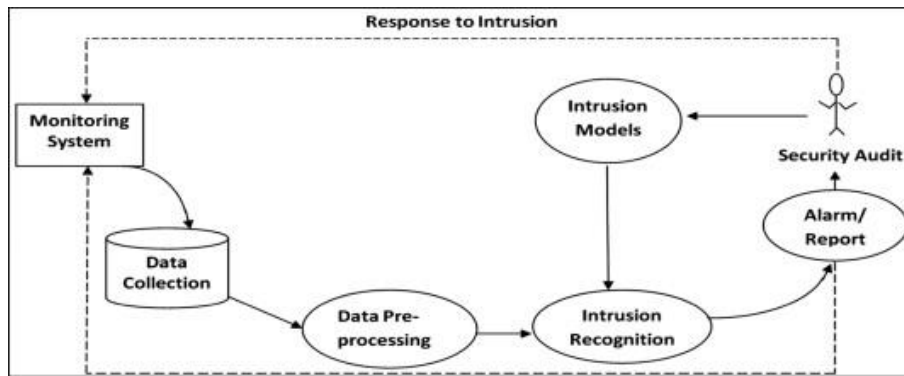 Response to Intrusion
Monitoring
System
Intrusion
Models
Security Audit
Alarm/
Report
Data
Collection
Data Pre-
processing
Intrusion
Recognition